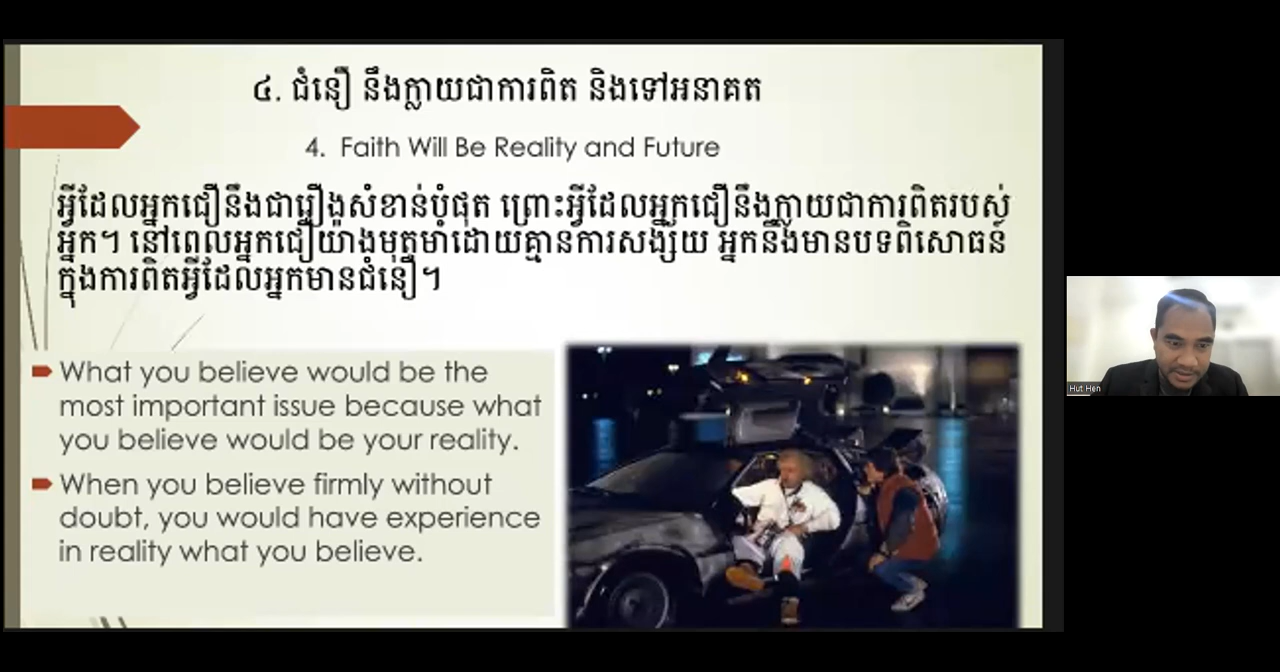 ៤. ជំនឿ នឹងក្លាយជាការពិត និងទៅអនាគត
4. Faith Will Be Reality and Future
អ្វីដែលអ្នកជឿនឹងជារឿងសំខាន់បំផុត ព្រោះអ្វីដែលអ្នកជឿនឹងក្លាយជាការពិតរបស់
អ្នក។ នៅពេលអ្នកជឿយ៉ាងមុតមាំដោយគ្មានការសង្ស័យ អ្នកនឹងមានបទពិសោធន៍
ក្នុងការពិតអ្វីដែលអ្នកមានជំនឿ។
What you believe would be the
most important issue because what
you believe would be your reality.
When you believe firmly without
doubt, you would have experience
in reality what you believe.
Hut Hen